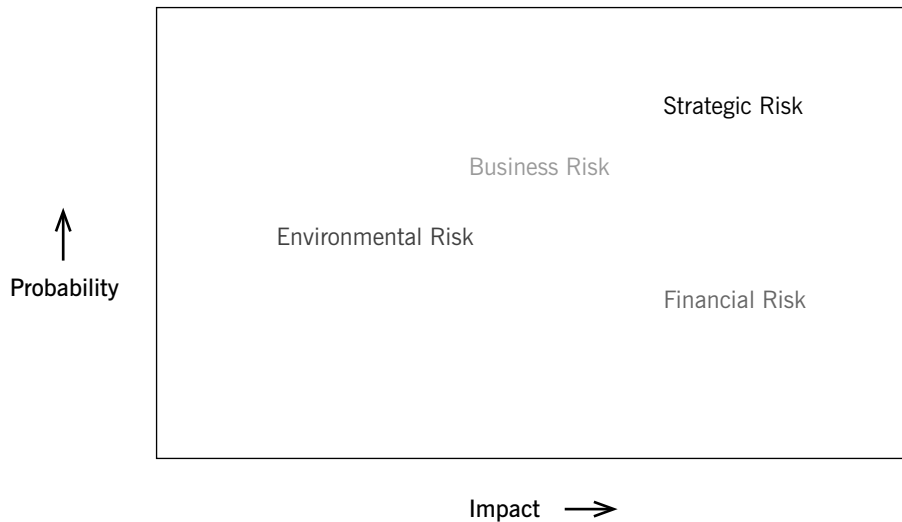 Strategic Risk
Business Risk
Environmental Risk
Probability
Financial Risk
Impact